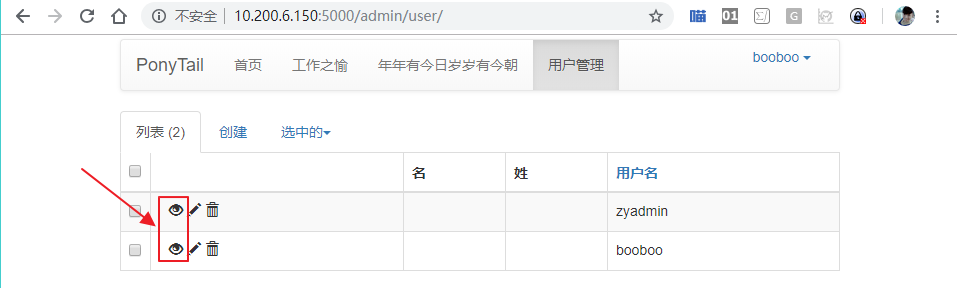 不安全 | 10.200.6.150:5000/admin/user/
PonyTail 首页 工作之愉 年年有今日岁岁有今朝 用户管理 booboo
列表 (2) 创建 选中的
名 姓 用户名
zyadmin
booboo